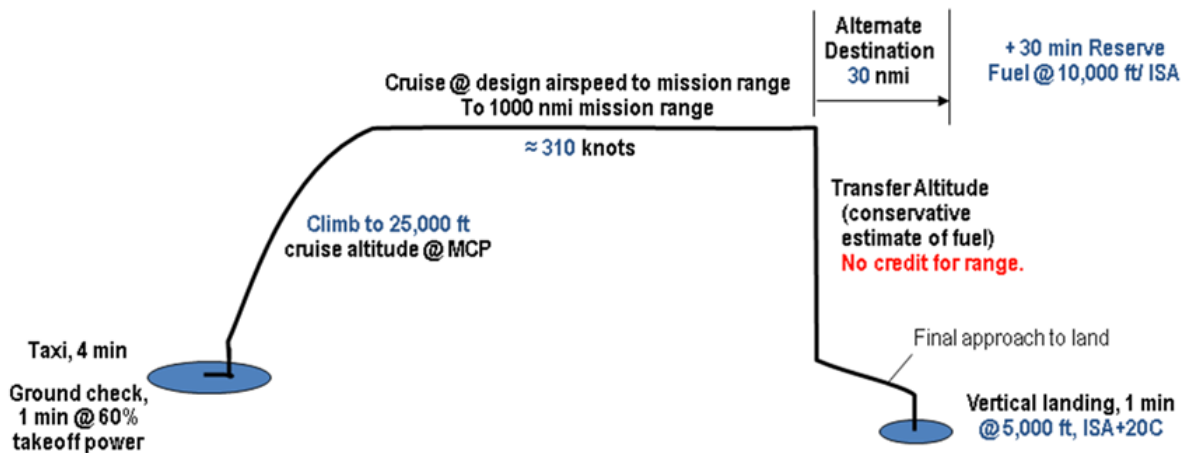 Alternate
Destination
30 nmi
+ 30 min Reserve
Fuel @ 10,000 ft/ ISA
Cruise @ design airspeed to mission range
To 1000 nmi mission range
≈ 310 knots
Climb to 25,000 ft
cruise altitude @ MCP
Transfer Altitude
(conservative
estimate of fuel)
No credit for range.
Final approach to land
Taxi, 4 min
Ground check,
1 min @ 60%
takeoff power
Vertical landing, 1 min
@ 5,000 ft, ISA+20C